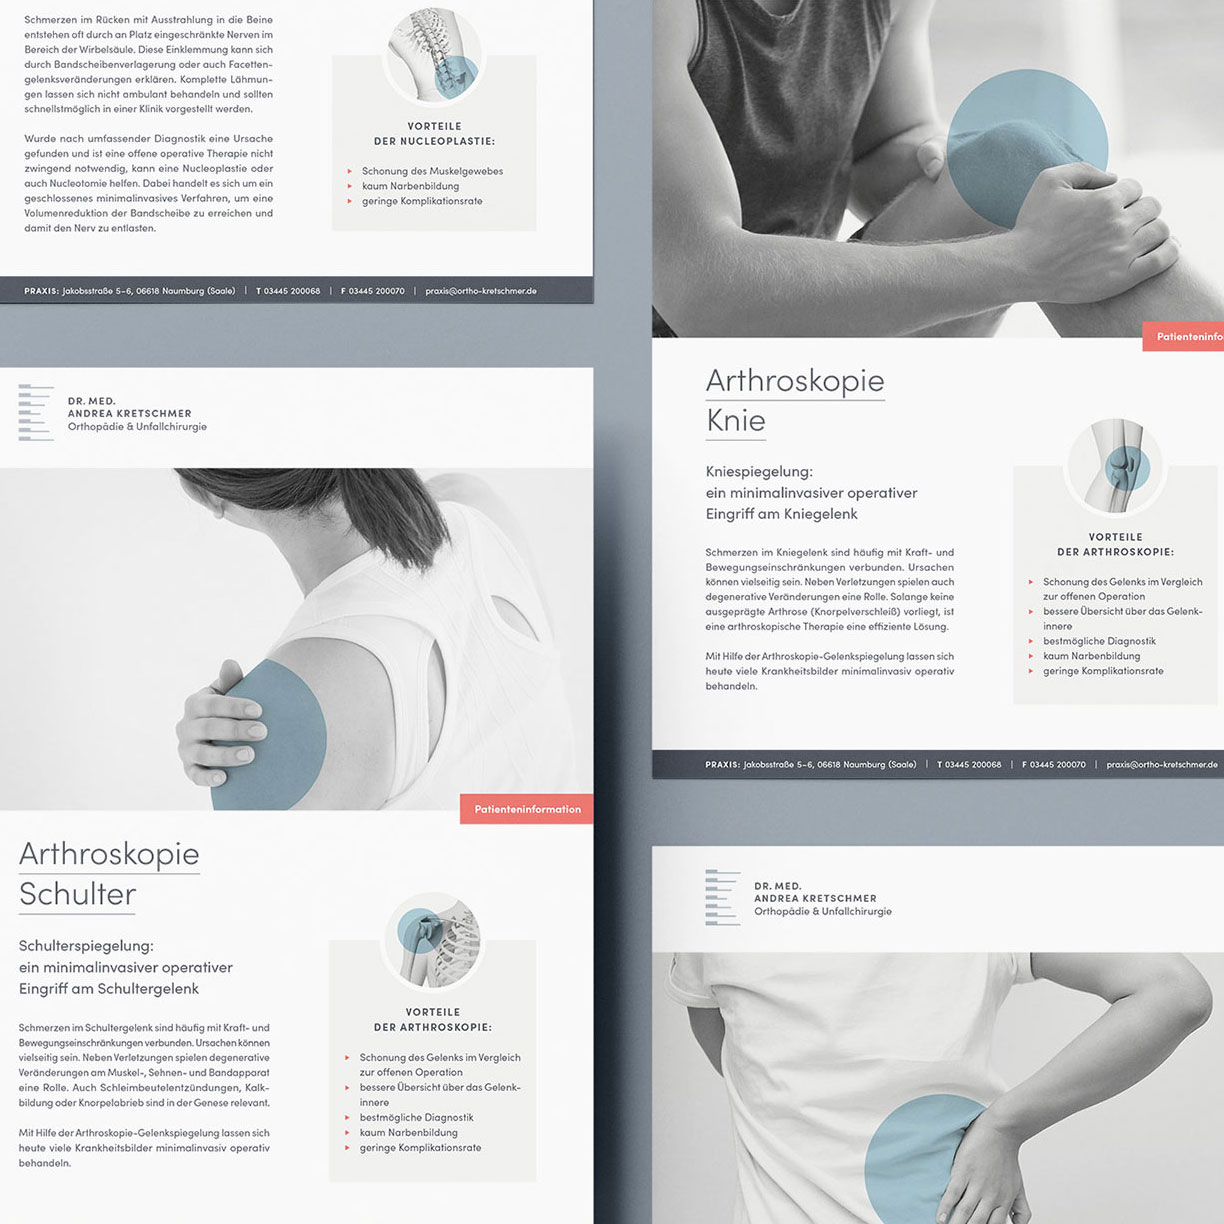 Schmerzen im Rücken mit Ausstrahlung in die Beine
entstehen oft durch an Platz eingeschränkte Nerven im
Bereich der Wirbelsäule. Diese Einklemmung kann sich
durch Bandscheibenverlagerung oder auch Facetten-
gelenksveränderungen erklären. Komplette Lähmun-
gen lassen sich nicht ambulant behandeln und sollten
schnellstmöglich in einer Klinik vorgestellt werden.
Wurde nach umfassender Diagnostik eine Ursache
gefunden und ist eine offene operative Therapie nicht
zwingend notwendig, kann eine Nucleoplastie oder
auch Nucleotomie helfen. Dabei handelt es sich um ein
geschlossenes minimalinvasives Verfahren, um eine
Volumenreduktion der Bandscheibe zu erreichen und
damit den Nerv zu entlasten.
VORTEILE
DER NUCLEOPLASTIE:
Schonung des Muskelgewebes
kaum Narbenbildung
geringe Komplikationsrate
PRAXIS: Jakobsstraße 5–6, 06618 Naumburg (Saale) | T 03445 200068 | F 03445 200070 | praxis@ortho-kretschmer.de
DR. MED.
ANDREA KRETSCHMER
Orthopädie & Unfallchirurgie
Patienteninformation
Arthroskopie
Schulter
Schulterspiegelung:
ein minimalinvasiver operativer
Eingriff am Schultergelenk
Schmerzen im Schultergelenk sind häufig mit Kraft- und
Bewegungseinschränkungen verbunden. Ursachen können
vielseitig sein. Neben Verletzungen spielen degenerative
Veränderungen am Muskel-, Sehnen- und Bandapparat
eine Rolle. Auch Schleimbeutelentzündungen, Kalk-
bildung oder Knorpelabrieb sind in der Genese relevant.
Mit Hilfe der Arthroskopie-Gelenkspiegelung lassen sich
heute viele Krankheitsbilder minimalinvasiv operativ
behandeln.
VORTEILE
DER ARTHROSKOPIE:
Schonung des Gelenks im Vergleich
zur offenen Operation
bessere Übersicht über das Gelenk-
innere
bestmögliche Diagnostik
kaum Narbenbildung
geringe Komplikationsrate
Patienteninfo
Arthroskopie
Knie
Kniespiegelung:
ein minimalinvasiver operativer
Eingriff am Kniegelenk
Schmerzen im Kniegelenk sind häufig mit Kraft- und
Bewegungseinschränkungen verbunden. Ursachen
können vielseitig sein. Neben Verletzungen spielen auch
degenerative Veränderungen eine Rolle. Solange keine
ausgeprägte Arthrose (Knorpelverschleiß) vorliegt, ist
eine arthroskopische Therapie eine effiziente Lösung.
Mit Hilfe der Arthroskopie-Gelenkspiegelung lassen sich
heute viele Krankheitsbilder minimalinvasiv operativ
behandeln.
VORTEILE
DER ARTHROSKOPIE:
Schonung des Gelenks im Vergleich
zur offenen Operation
bessere Übersicht über das Gelenk-
innere
bestmögliche Diagnostik
kaum Narbenbildung
geringe Komplikationsrate
PRAXIS: Jakobsstraße 5–6, 06618 Naumburg (Saale) | T 03445 200068 | F 03445 200070 | praxis@ortho-kretschmer.de
DR. MED.
ANDREA KRETSCHMER
Orthopädie & Unfallchirurgie